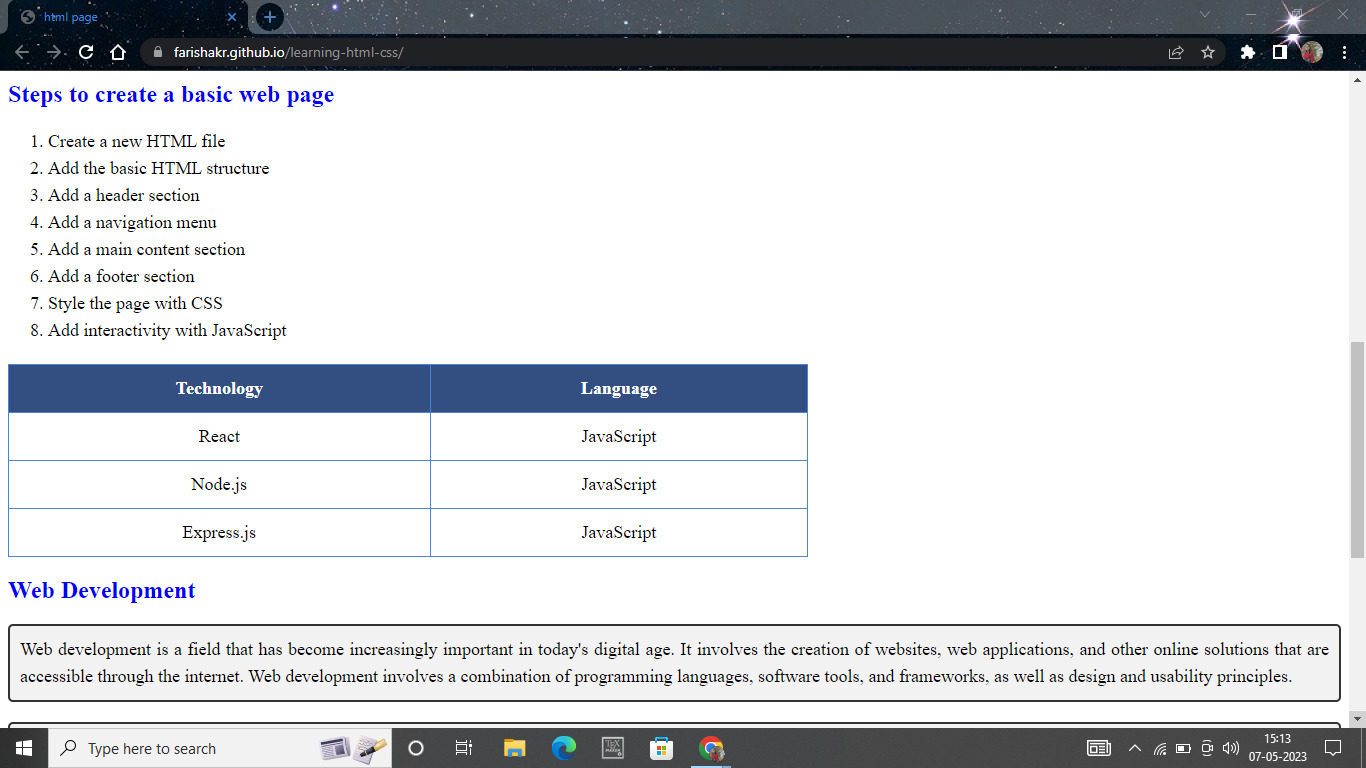 html page
farishakr.github.io/learning-html-css/
Steps to create a basic web page
1. Create a new HTML file
2. Add the basic HTML structure
3. Add a header section
4. Add a navigation menu
5. Add a main content section
6. Add a footer section
7. Style the page with CSS
8. Add interactivity with JavaScript
Technology Language
React JavaScript
Node.js JavaScript
Express.js JavaScript
Web Development
Web development is a field that has become increasingly important in today's digital age. It involves the creation of websites, web applications, and other online solutions that are
accessible through the internet. Web development involves a combination of programming languages, software tools, and frameworks, as well as design and usability principles.
Type here to search
15:13
07-05-2023